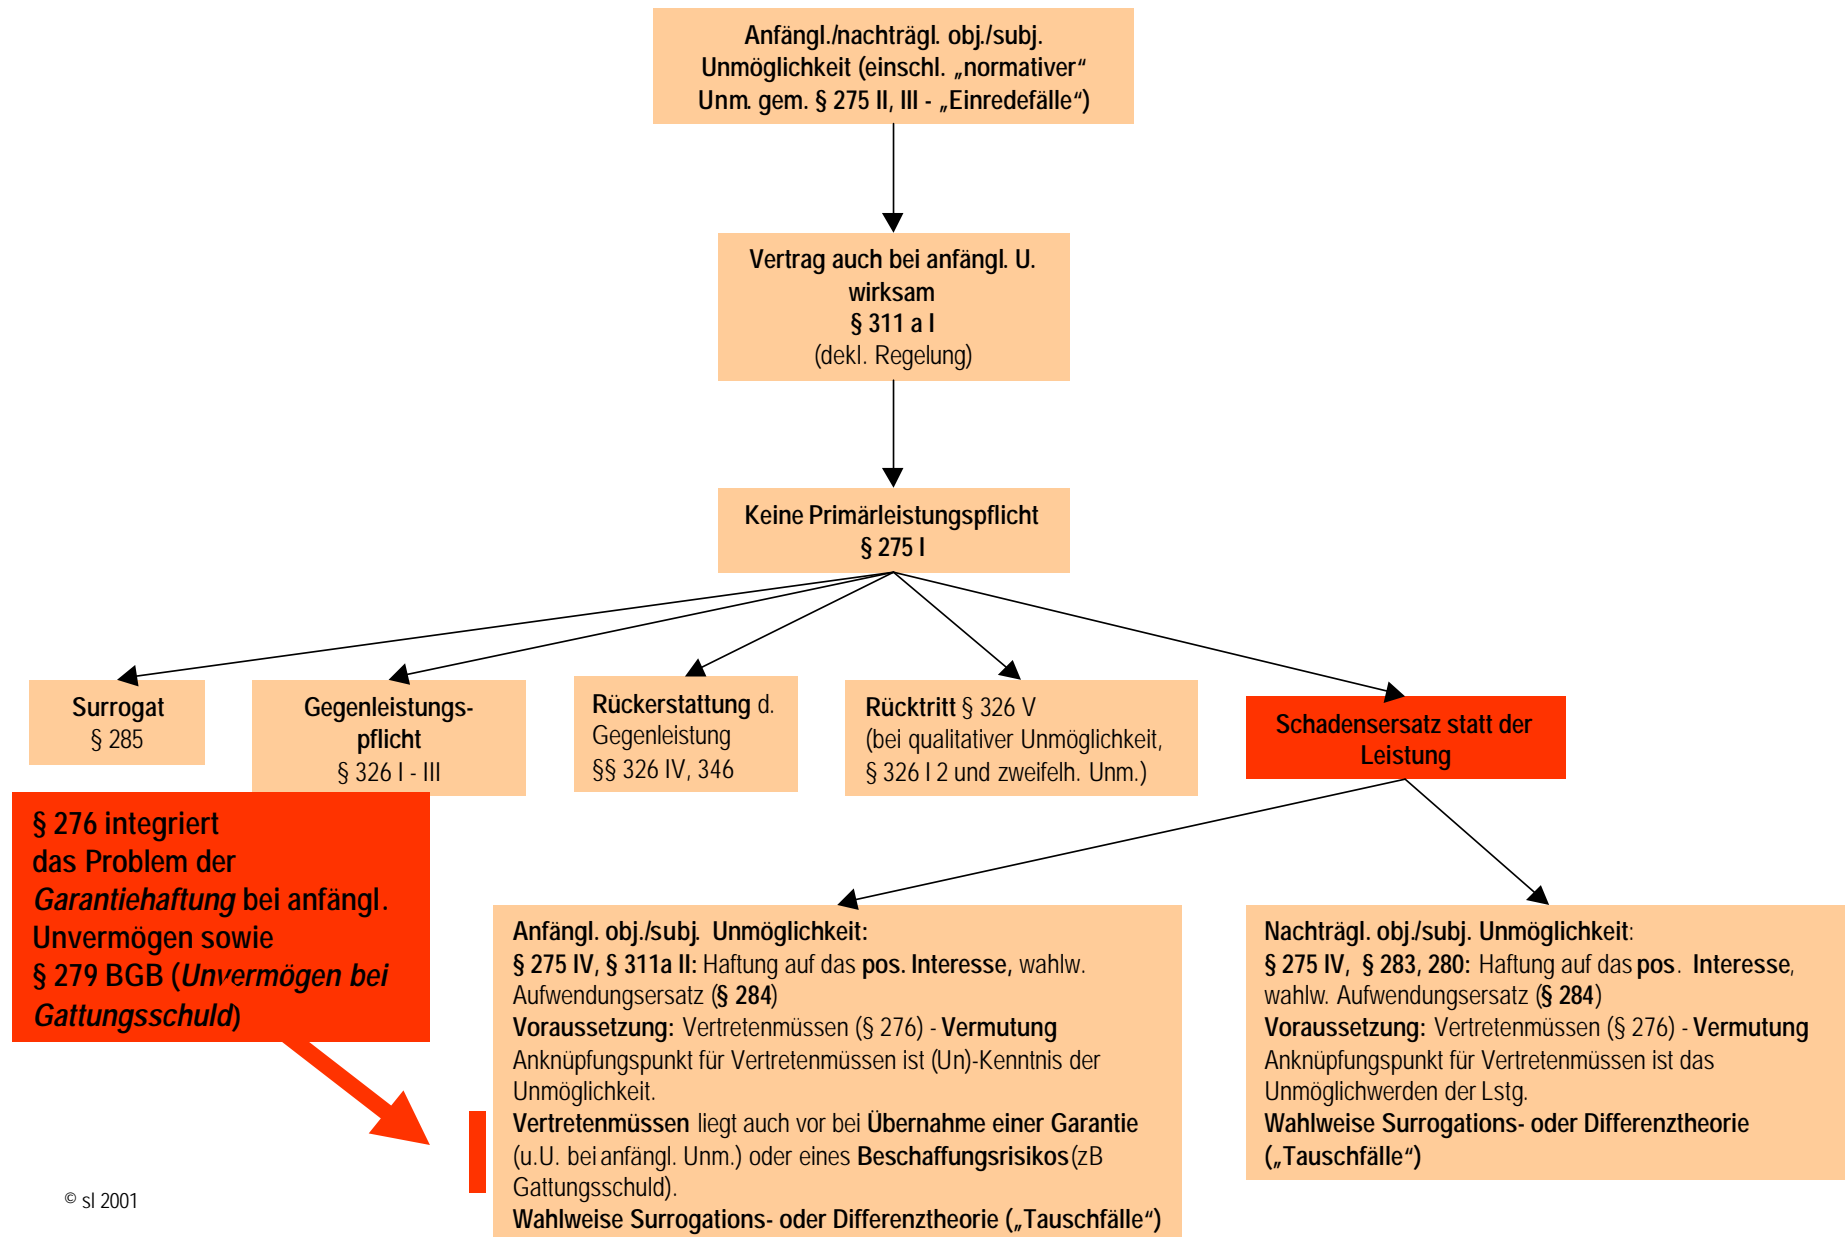 Anfängl./nachträgl. obj./subj.
Unmöglichkeit (einschl. „normativer“
Unm. gem. § 275 II, III - „Einredefälle“)
Vertrag auch bei anfängl. U.
wirksam
§ 311 a I
(dekl. Regelung)
Keine Primärleistungspflicht
§ 275 I
Surrogat
§ 285
Gegenleistungs-
pflicht
§ 326 I - III
Rückerstattung d.
Gegenleistung
§§ 326 IV, 346
Rücktritt § 326 V
(bei qualitativer Unmöglichkeit,
§ 326 I 2 und zweifelh. Unm.)
Schadensersatz statt der
Leistung
§ 276 integriert
das Problem der
Garantiehaftung bei anfängl.
Unvermögen sowie
§ 279 BGB (Unvermögen bei
Gattungsschuld)
Anfängl. obj./subj. Unmöglichkeit:
§ 275 IV, § 311a II: Haftung auf das pos. Interesse, wahlw.
Aufwendungsersatz (§ 284)
Voraussetzung: Vertretenmüssen (§ 276) - Vermutung
Anknüpfungspunkt für Vertretenmüssen ist (Un)-Kenntnis der
Unmöglichkeit.
Vertretenmüssen liegt auch vor bei Übernahme einer Garantie
(u.U. bei anfängl. Unm.) oder eines Beschaffungsrisikos (zB
Gattungsschuld).
Wahlweise Surrogations- oder Differenztheorie („Tauschfälle“)
Nachträgl. obj./subj. Unmöglichkeit:
§ 275 IV, § 283, 280: Haftung auf das pos. Interesse,
wahlw. Aufwendungsersatz (§ 284)
Voraussetzung: Vertretenmüssen (§ 276) - Vermutung
Anknüpfungspunkt für Vertretenmüssen ist das
Unmöglichwerden der Lstg.
Wahlweise Surrogations- oder Differenztheorie
(„Tauschfälle“)
© sl 2001